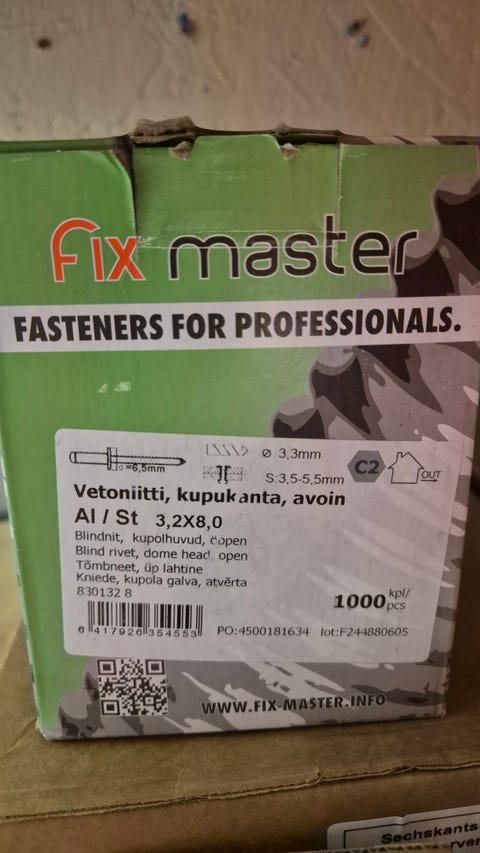 fix master
FASTENERS FOR PROFESSIONALS.
=6,5mm
ø 3,3mm
S:3,5-5,5mm
C2
OUT
Vetoniitti, kupukanta, avoin
Al / St 3,2X8,0
Blindnit, kupolhuvud, öopen
Blind rivet, dome head, open
Tömbneet, üp lahtine
Kniede, kupola galva, atvērta
830132 8
1000 kpl/
pcs
6 417926 354553
PO:4500181634 lot:F244880605
WWW.FIX-MASTER.INFO
Sechskants